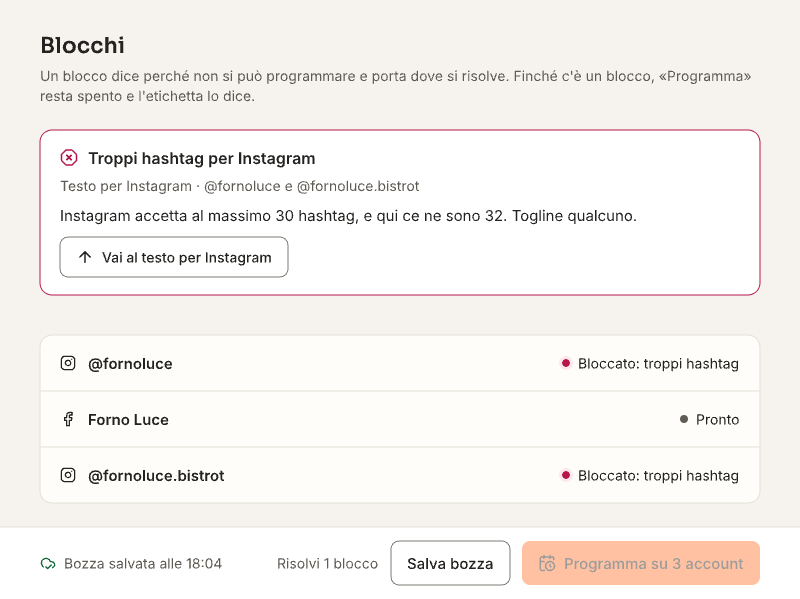 Blocchi
Un blocco dice perché non si può programmare e porta dove si risolve. Finché c'è un blocco, «Programma»
resta spento e l'etichetta lo dice.
Troppi hashtag per Instagram
Testo per Instagram · @fornoluce e @fornoluce.bistrot
Instagram accetta al massimo 30 hashtag, e qui ce ne sono 32. Togline qualcuno.
Vai al testo per Instagram
@fornoluce
Bloccato: troppi hashtag
Forno Luce
Pronto
@fornoluce.bistrot
Bloccato: troppi hashtag
Bozza salvata alle 18:04
Risolvi 1 blocco
Salva bozza
Programma su 3 account